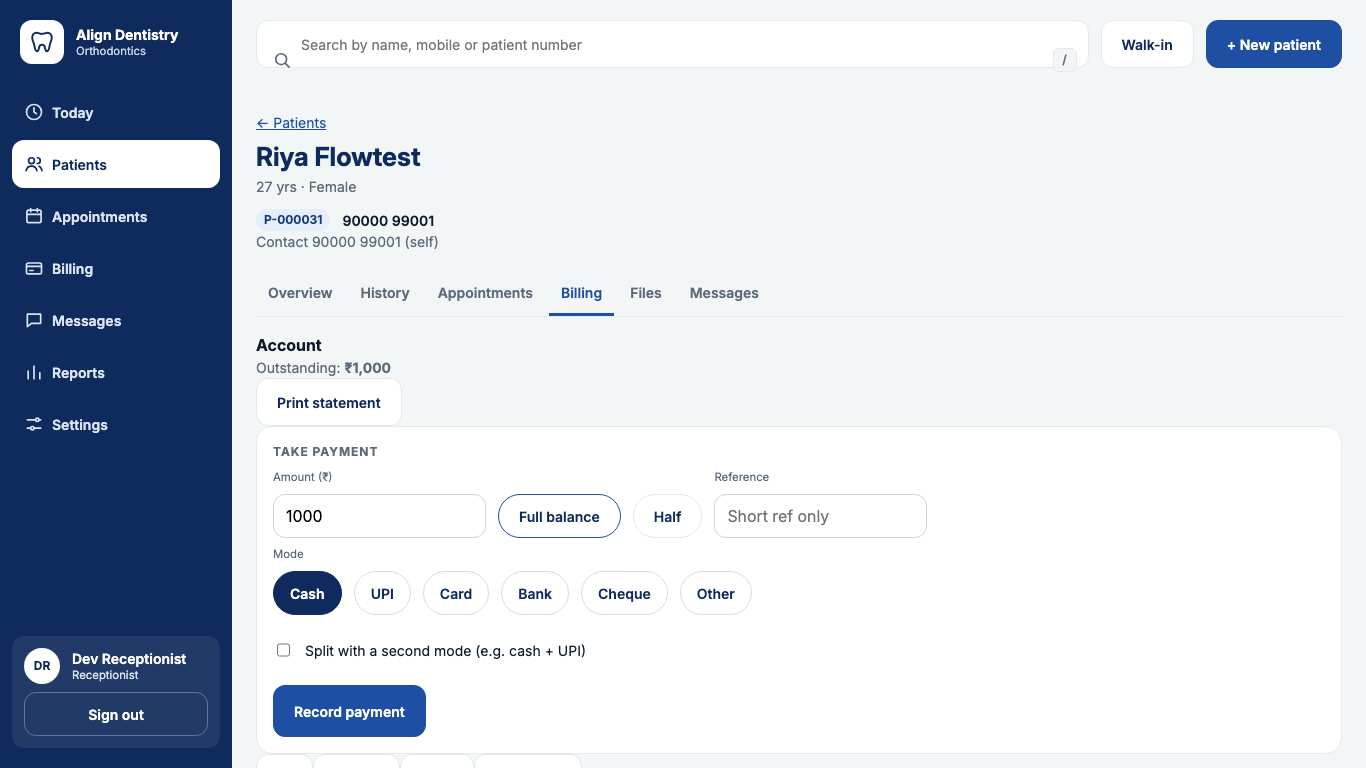 Align Dentistry
Orthodontics
Today
Patients
Appointments
Billing
Messages
Reports
Settings
DR
Dev Receptionist
Receptionist
Sign out
Search by name, mobile or patient number
/
Walk-in
+ New patient
← Patients
Riya Flowtest
27 yrs · Female
P-000031 90000 99001
Contact 90000 99001 (self)
Overview History Appointments Billing Files Messages
Account
Outstanding: ₹1,000
Print statement
TAKE PAYMENT
Amount (₹) Reference
1000 Full balance Half Short ref only
Mode
Cash UPI Card Bank Cheque Other
Split with a second mode (e.g. cash + UPI)
Record payment